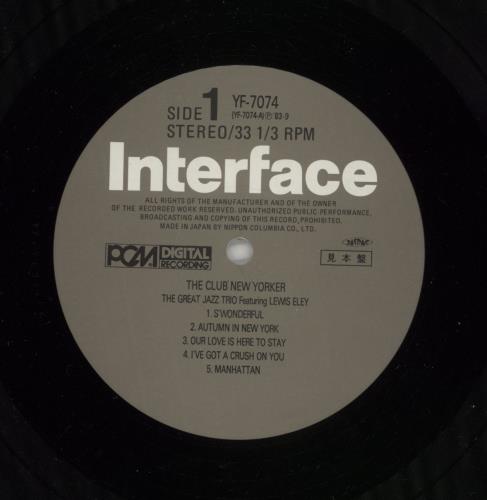 SIDE 1 YF-7074
(YF-7074-A) Ⓟ '83·9
STEREO/33 1/3 RPM
Interface
ALL RIGHTS OF THE MANUFACTURER AND OF THE OWNER
OF THE RECORDED WORK RESERVED. UNAUTHORIZED PUBLIC PERFORMANCE,
BROADCASTING AND COPYING OF THIS RECORD, PROHIBITED.
MADE IN JAPAN BY NIPPON COLUMBIA CO., LTD.
PCM DIGITAL RECORDING
見本盤
THE CLUB NEW YORKER
THE GREAT JAZZ TRIO Featuring LEWIS ELEY
1. S'WONDERFUL
2. AUTUMN IN NEW YORK
3. OUR LOVE IS HERE TO STAY
4. I'VE GOT A CRUSH ON YOU
5. MANHATTAN